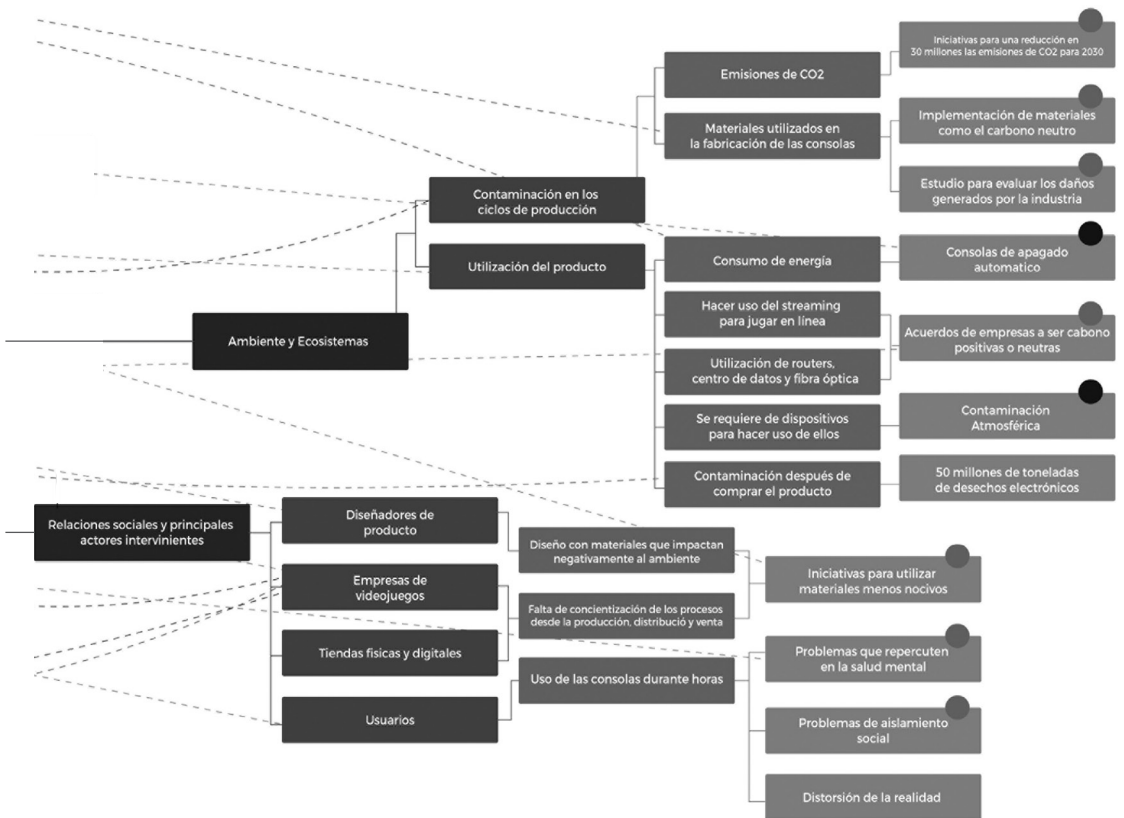 Iniciativas para una reducción en
30 millones las emisiones de CO2 para 2030
Emisiones de CO2
Materiales utilizados en
la fabricación de las consolas
Implementación de materiales
como el carbono neutro
Estudio para evaluar los daños
generados por la industria
Contaminación en los
ciclos de producción
Utilización del producto
Consumo de energía
Consolas de apagado
automatico
Hacer uso del streaming
para jugar en línea
Utilización de routers,
centro de datos y fibra óptica
Acuerdos de empresas a ser cabono
positivas o neutras
Ambiente y Ecosistemas
Se requiere de dispositivos
para hacer uso de ellos
Contaminación
Atmosférica
Contaminación después de
comprar el producto
50 millones de toneladas
de desechos electrónicos
Relaciones sociales y principales
actores intervinientes
Diseñadores de
producto
Empresas de
videojuegos
Tiendas fisicas y digitales
Usuarios
Diseño con materiales que impactan
negativamente al ambiente
Falta de concientización de los procesos
desde la producción, distribució y venta
Uso de las consolas durante horas
Iniciativas para utilizar
materiales menos nocivos
Problemas que repercuten
en la salud mental
Problemas de aislamiento
social
Distorsión de la realidad